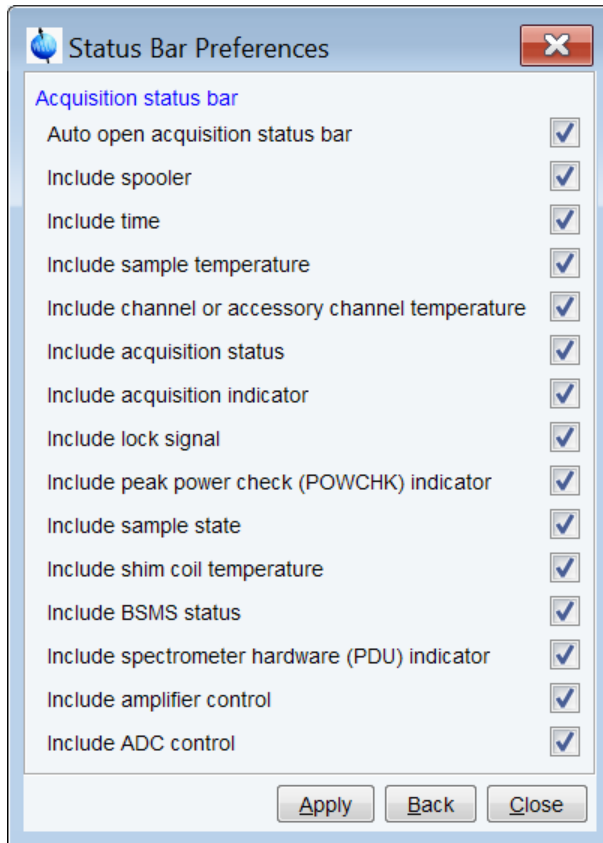 Status Bar Preferences
Acquisition status bar
Auto open acquisition status bar
Include spooler
Include time
Include sample temperature
Include channel or accessory channel temperature
Include acquisition status
Include acquisition indicator
Include lock signal
Include peak power check (POWCHK) indicator
Include sample state
Include shim coil temperature
Include BSMS status
Include spectrometer hardware (PDU) indicator
Include amplifier control
Include ADC control
Apply Back Close